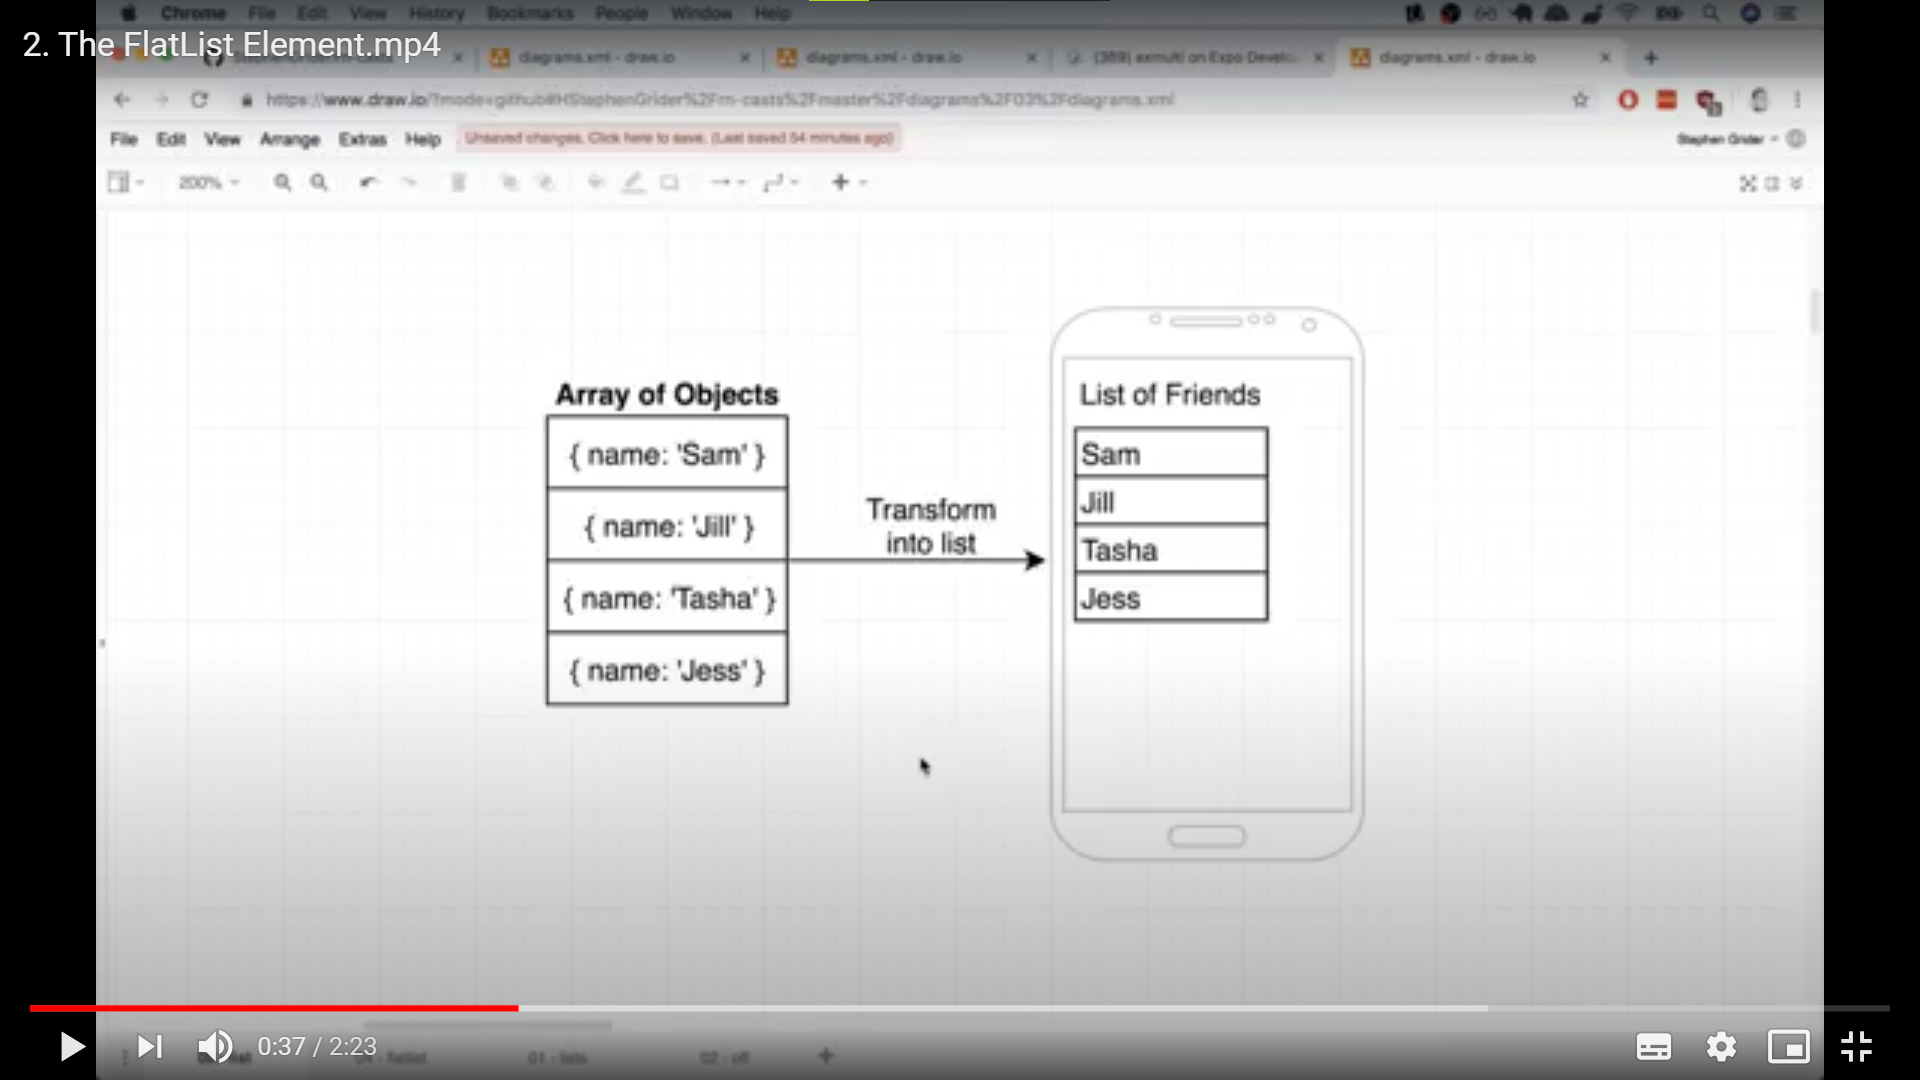 Chrome File Edit View History Bookmarks People Window Help
2. The FlatList Element.mp4
diagrams.xml - draw.io
diagrams.xml - draw.io
(369) exmulti on Expo Develo
diagrams.xml - draw.io
https://www.draw.io/?mode=github#HStephenGrider%2Frn-casts%2Fmaster%2Fdiagrams%2F03%2Fdiagrams.xml
File Edit View Arrange Extras Help Unsaved changes. Click here to save. (Last saved 54 minutes ago)
Stephen Grider
200%
Array of Objects
{ name: 'Sam' }
{ name: 'Jill' }
{ name: 'Tasha' }
{ name: 'Jess' }
Transform
into list
List of Friends
Sam
Jill
Tasha
Jess
0:37 / 2:23
01 - lists
02 - off